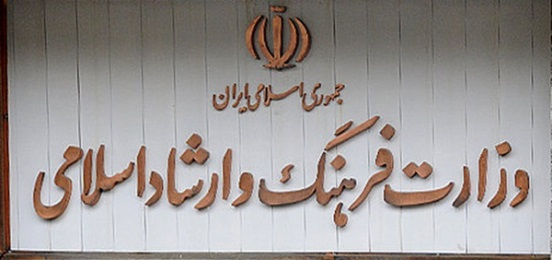 جمهوری اسلامی ایران
وزارت فرهنگ و ارشاد اسلامی